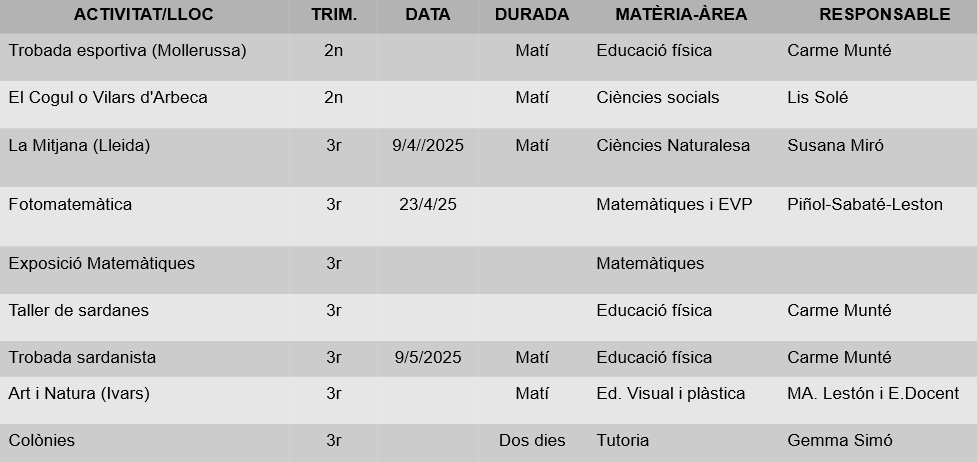 ACTIVITAT/LLOC TRIM. DATA DURADA MATÈRIA-ÀREA RESPONSABLE
Trobada esportiva (Mollerussa) 2n Matí Educació física Carme Munté
El Cogul o Vilars d'Arbeca 2n Matí Ciències socials Lis Solé
La Mitjana (Lleida) 3r 9/4//2025 Matí Ciències Naturalesa Susana Miró
Fotomatemàtica 3r 23/4/25 Matemàtiques i EVP Piñol-Sabaté-Leston
Exposició Matemàtiques 3r Matemàtiques
Taller de sardanes 3r Educació física Carme Munté
Trobada sardanista 3r 9/5/2025 Matí Educació física Carme Munté
Art i Natura (Ivars) 3r Matí Ed. Visual i plàstica MA. Lestón i E.Docent
Colònies 3r Dos dies Tutoria Gemma Simó